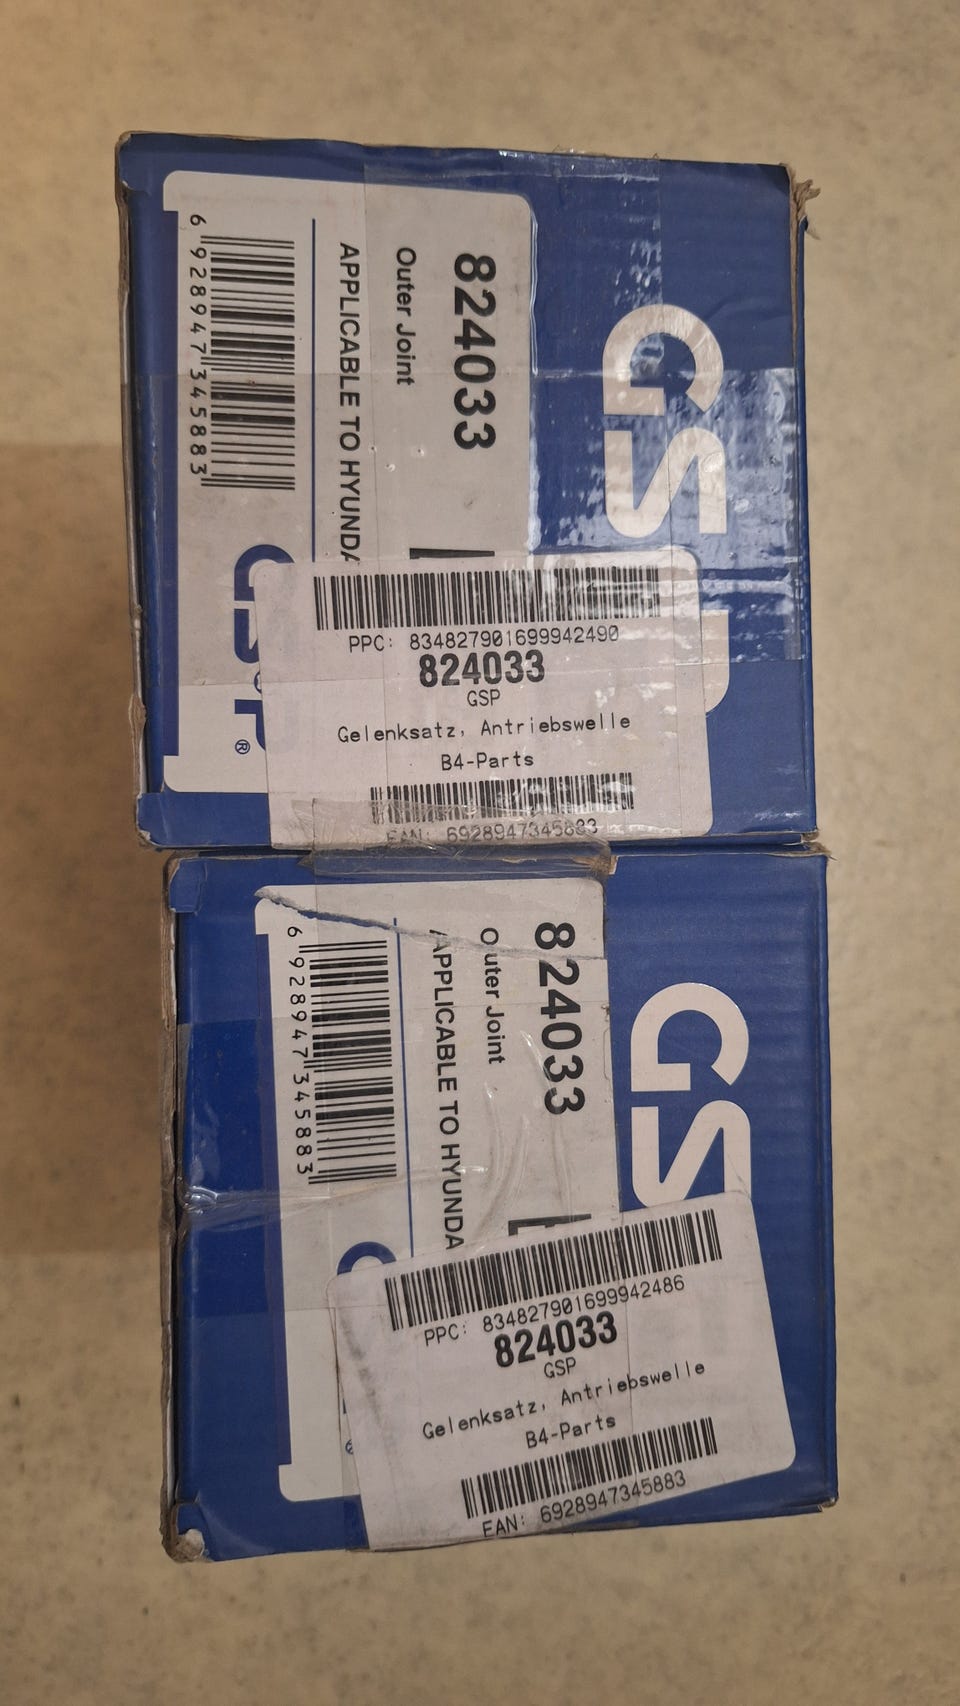 824033
Outer Joint
APPLICABLE TO HYUNDA
6 928947 345883
GS
GSP®
PPC: 834827901699942490
824033
GSP
Gelenksatz, Antriebswelle
B4-Parts
EAN: 6928947345883
824033
Outer Joint
APPLICABLE TO HYUNDA
6 928947 345883
GS
PPC: 834827901699942486
824033
GSP
Gelenksatz, Antriebswelle
B4-Parts
EAN: 6928947345883